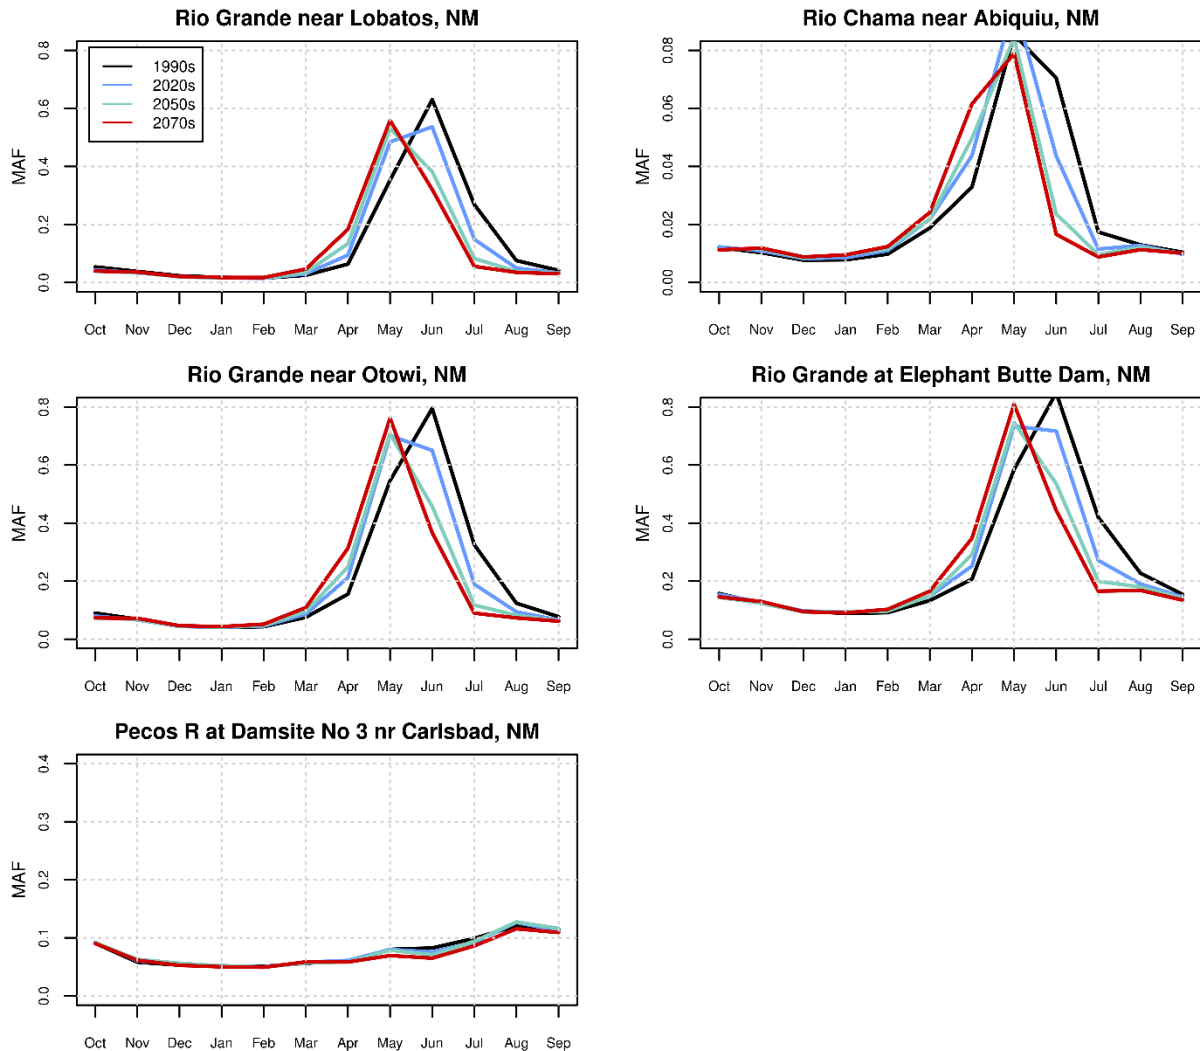 Rio Grande near Lobatos, NM
MAF
0.8
0.6
0.4
0.2
0.0
1990s
2020s
2050s
2070s
Oct Nov Dec Jan Feb Mar Apr May Jun Jul Aug Sep
Rio Chama near Abiquiu, NM
MAF
0.08
0.06
0.04
0.02
0.00
Oct Nov Dec Jan Feb Mar Apr May Jun Jul Aug Sep
Rio Grande near Otowi, NM
MAF
0.8
0.6
0.4
0.2
0.0
Oct Nov Dec Jan Feb Mar Apr May Jun Jul Aug Sep
Rio Grande at Elephant Butte Dam, NM
MAF
0.8
0.6
0.4
0.2
0.0
Oct Nov Dec Jan Feb Mar Apr May Jun Jul Aug Sep
Pecos R at Damsite No 3 nr Carlsbad, NM
MAF
0.4
0.3
0.2
0.1
0.0
Oct Nov Dec Jan Feb Mar Apr May Jun Jul Aug Sep